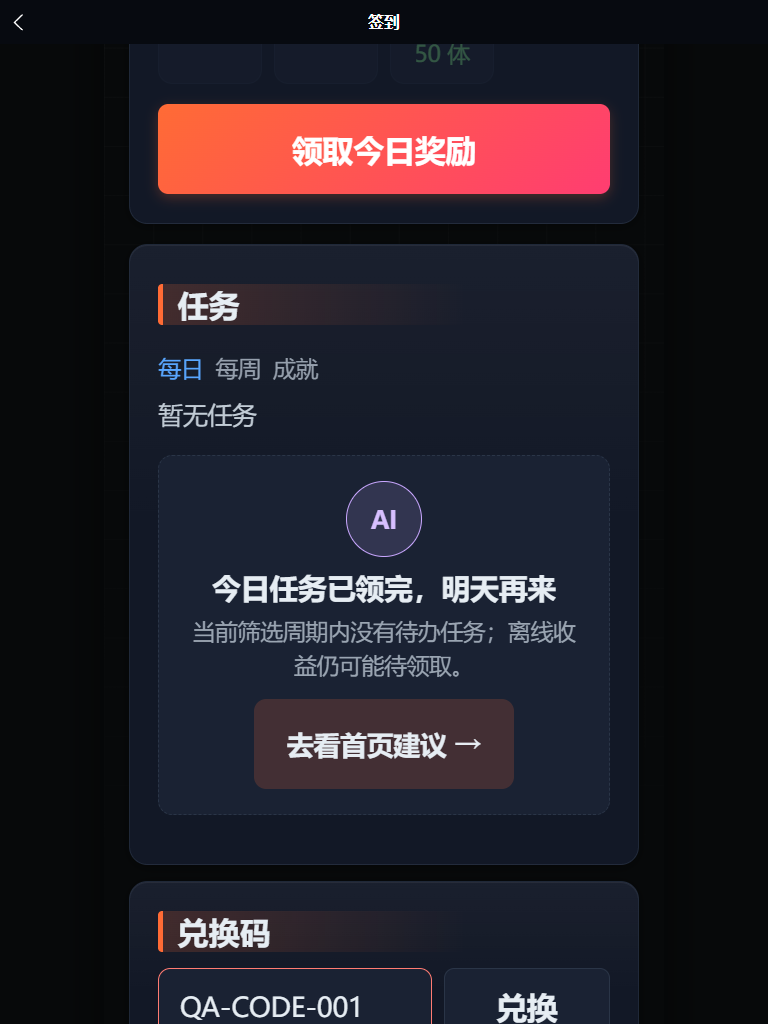 签到
50 体
领取今日奖励
任务
每日 每周 成就
暂无任务
AI
今日任务已领完，明天再来
当前筛选周期内没有待办任务；离线收
益仍可能待领取。
去看首页建议 →
兑换码
QA-CODE-001
兑换